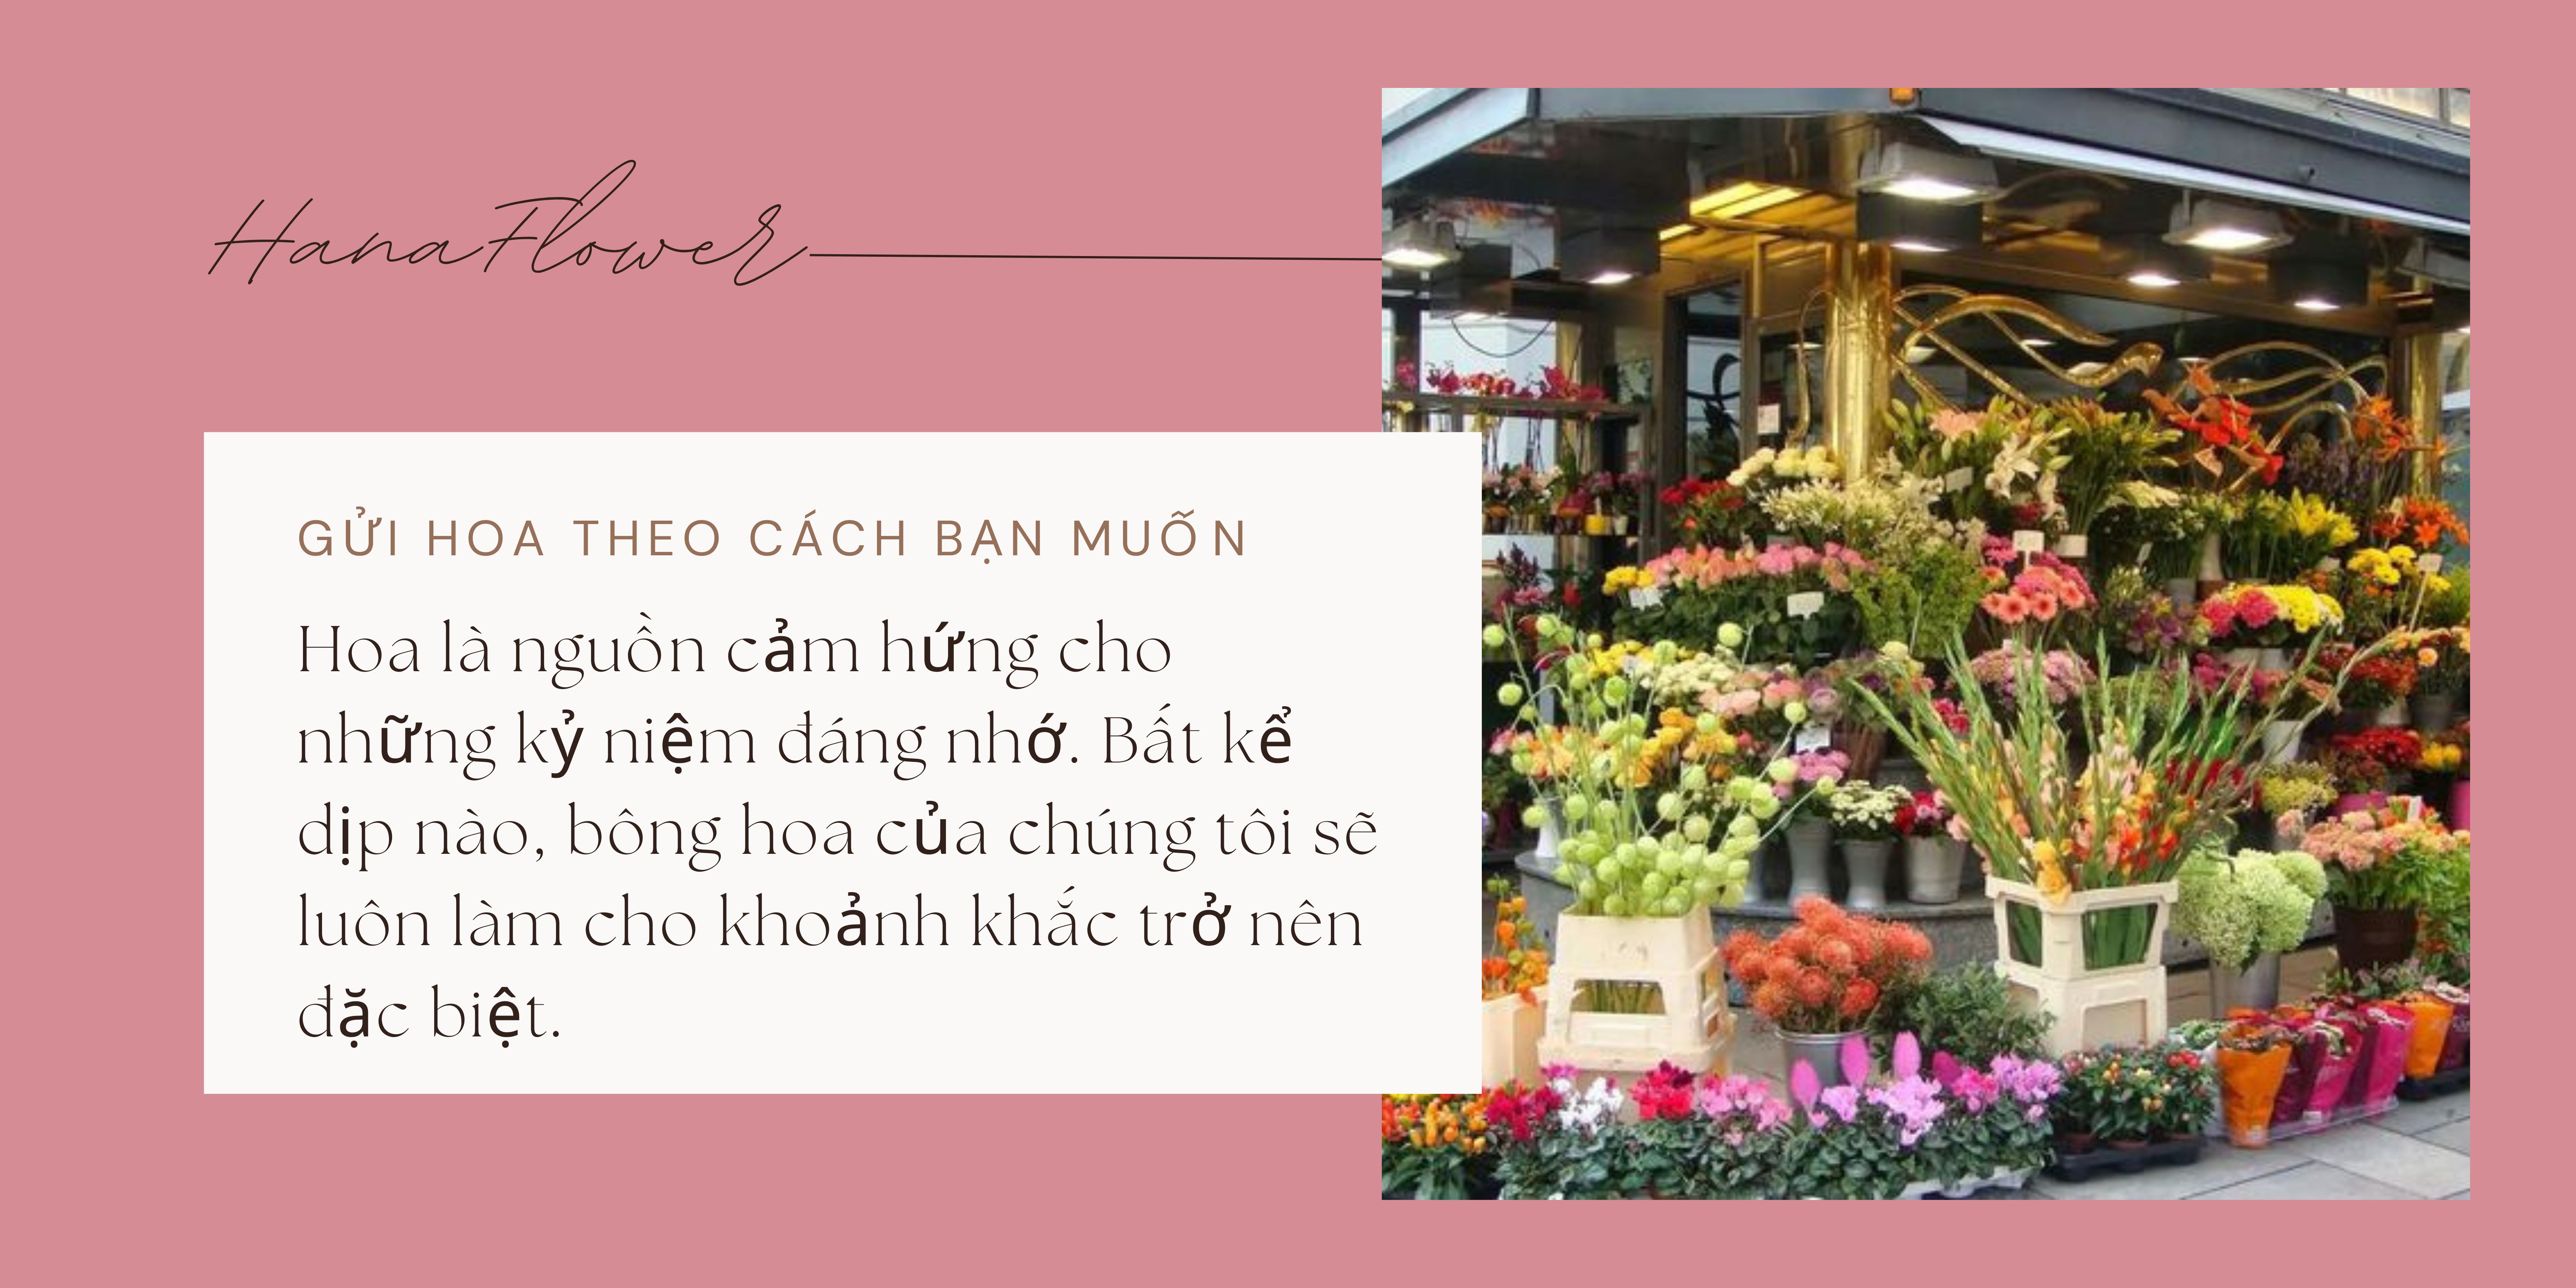 HanaFlower
GỬI HOA THEO CÁCH BẠN MUỖN
Hoa là nguồn cảm hứng cho
những kỷ niệm đáng nhớ. Bất kể
dịp nào, bông hoa của chúng tôi sẽ
luôn làm cho khoảnh khắc trở nên
đặc biệt.